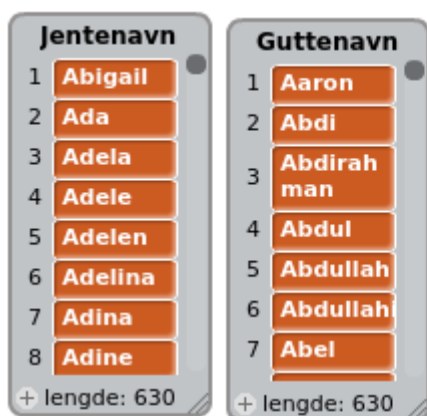 Jentenavn
1 Abigail
2 Ada
3 Adela
4 Adele
5 Adelen
6 Adelina
7 Adina
8 Adine
+ lengde: 630
Guttenavn
1 Aaron
2 Abdi
3 Abdirah
man
4 Abdul
5 Abdullah
6 Abdullahi
7 Abel
+ lengde: 630